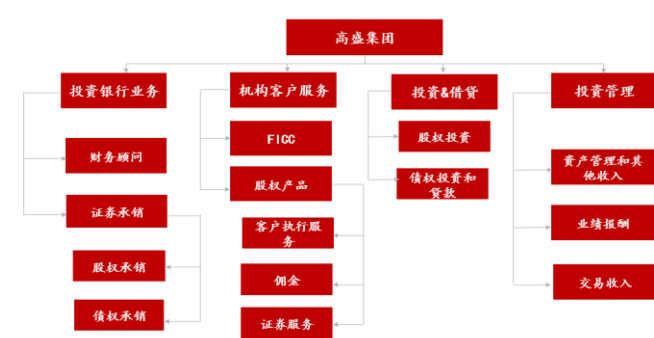 高盛集团
投资银行业务
机构客户服务
投资&借贷
投资管理
财务顾问
证券承销
股权承销
债权承销
FICC
股权产品
客户执行服
务
佣金
证券服务
股权投资
债权投资和
贷款
资产管理和其
他收入
业绩报酬
交易收入